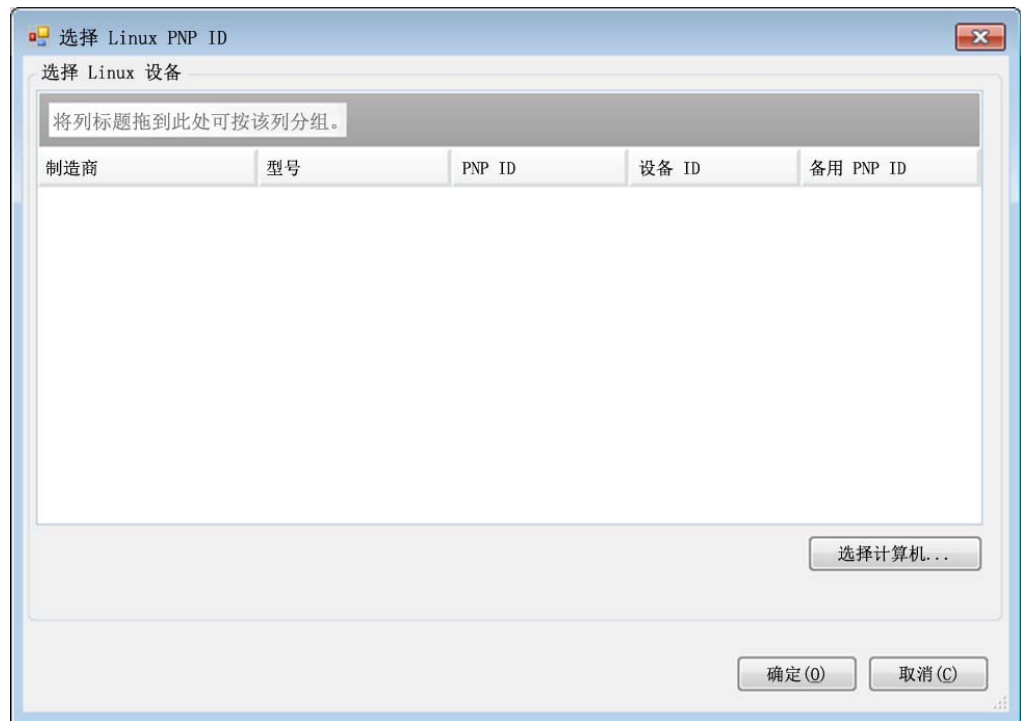 选择 Linux PNP ID
选择 Linux 设备
将列标题拖到此处可按该列分组。
制造商 型号 PNP ID 设备 ID 备用 PNP ID
选择计算机...
确定(O) 取消(C)